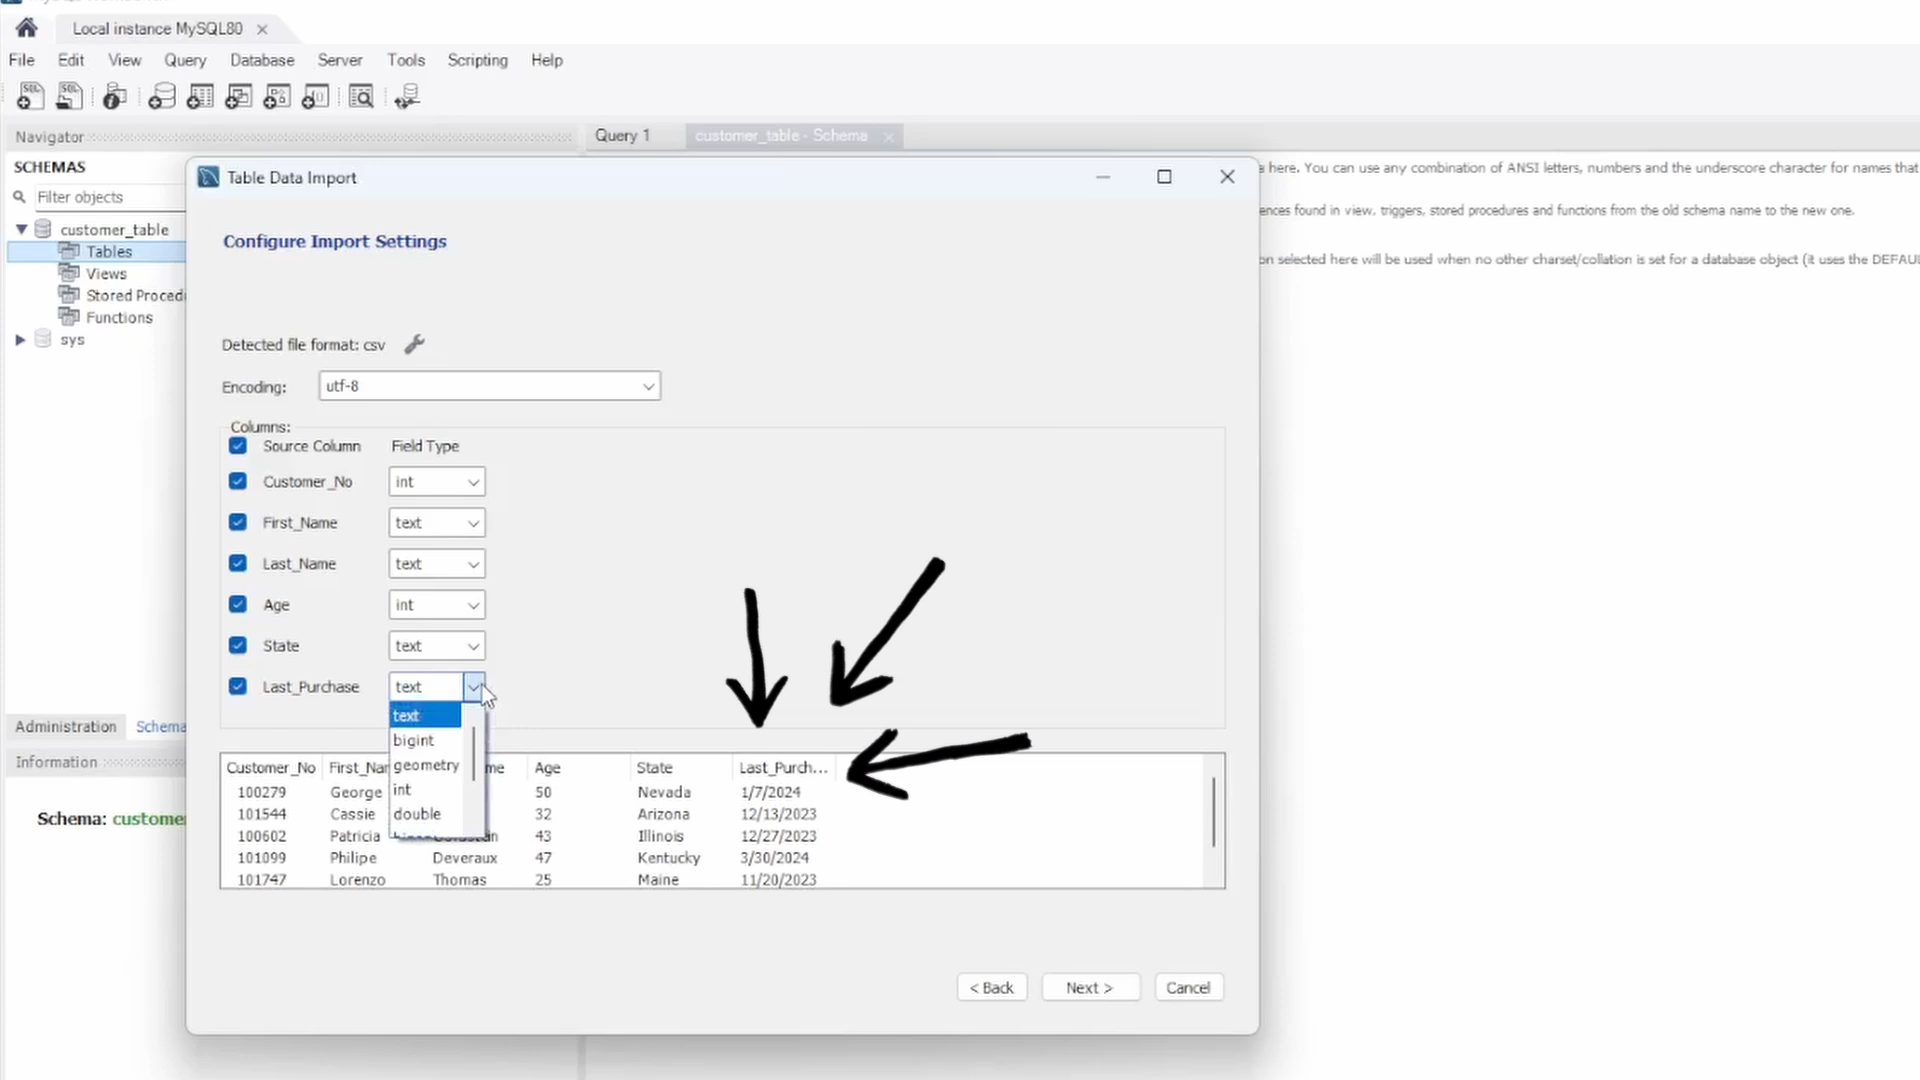 Local instance MySQL80
File Edit View Query Database Server Tools Scripting Help
Navigator
Query 1
customer_table - Schema
SCHEMAS
Filter objects
customer_table
Tables
Views
Stored Proced
Functions
sys
Administration
Schema
Information
Schema: custome
here. You can use any combination of ANSI letters, numbers and the underscore character for names that
ences found in view, triggers, stored procedures and functions from the old schema name to the new one.
on selected here will be used when no other charset/collation is set for a database object (it uses the DEFAUL
Table Data Import
Configure Import Settings
Detected file format: csv
Encoding: utf-8
Columns:
Source Column Field Type
Customer_No int
First_Name text
Last_Name text
Age int
State text
Last_Purchase text
text
bigint
geometry
int
double
Customer_No First_Nam me Age State Last_Purch...
100279 George 50 Nevada 1/7/2024
101544 Cassie 32 Arizona 12/13/2023
100602 Patricia 43 Illinois 12/27/2023
101099 Philipe Deveraux 47 Kentucky 3/30/2024
101747 Lorenzo Thomas 25 Maine 11/20/2023
< Back Next > Cancel